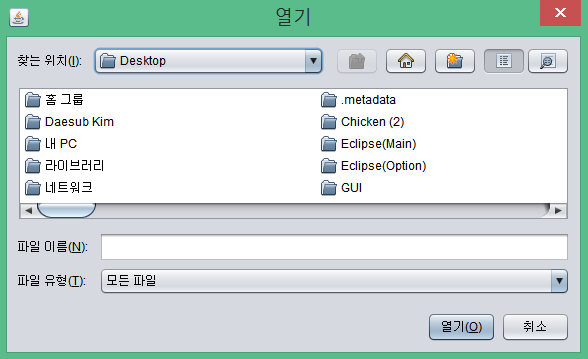 열기
찾는 위치(I): Desktop
홈 그룹
Daesub Kim
내 PC
라이브러리
네트워크
.metadata
Chicken (2)
Eclipse(Main)
Eclipse(Option)
GUI
파일 이름(N):
파일 유형(T): 모든 파일
열기(O) 취소